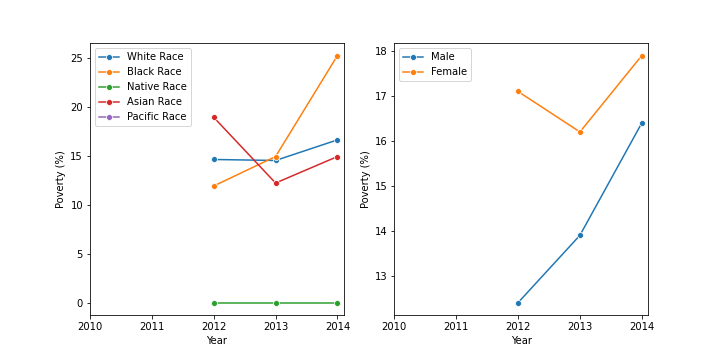 White Race
Black Race
Native Race
Asian Race
Pacific Race
Poverty (%)
25
20
15
10
5
0
2010 2011 2012 2013 2014
Year
Male
Female
Poverty (%)
18
17
16
15
14
13
2010 2011 2012 2013 2014
Year